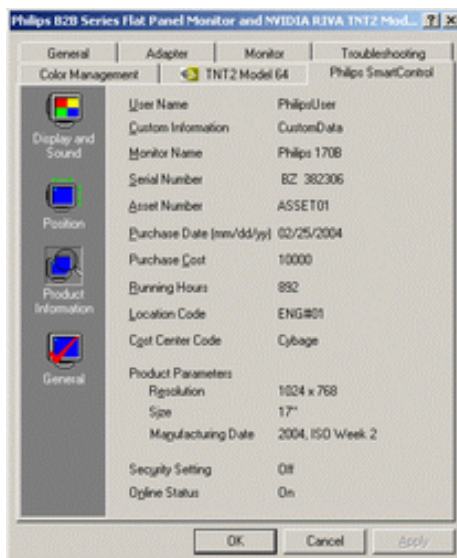 Philips B2B Series Flat Panel Monitor and NVIDIA RIVA TNT2 Mod...
General Adapter Monitor Troubleshooting
Color Management TNT2 Model 64 Philips SmartControl
Display and Sound
Position
Product Information
General
User Name PhilipsUser
Custom Information CustomData
Monitor Name Philips 170B
Serial Number BZ 382306
Asset Number ASSET01
Purchase Date (mm/dd/yy) 02/25/2004
Purchase Cost 10000
Running Hours 892
Location Code ENG#01
Cost Center Code Cybage
Product Parameters
Resolution 1024 x 768
Size 17"
Manufacturing Date 2004, ISO Week 2
Security Setting Off
Online Status On
OK Cancel Apply